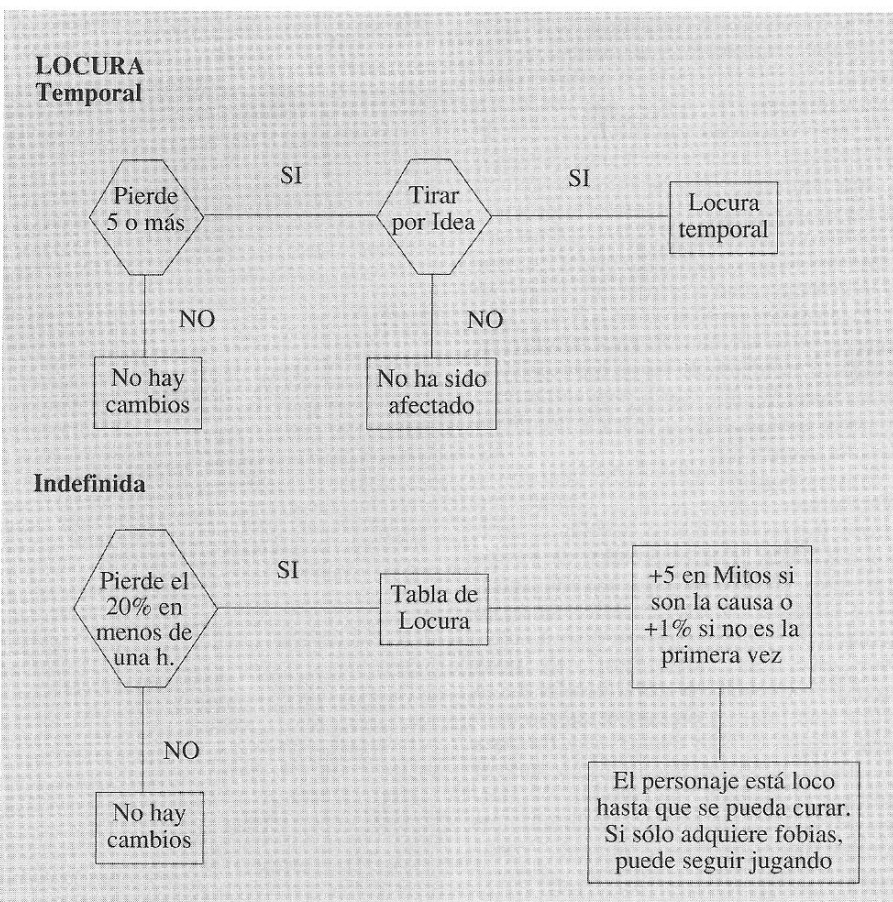 LOCURA
Temporal
Pierde
5 o más
SI
Tirar
por Idea
SI
Locura
temporal
NO
No hay
cambios
NO
No ha sido
afectado
Indefinida
Pierde el
20% en
menos de
una h.
SI
Tabla de
Locura
+5 en Mitos si
son la causa o
+1% si no es la
primera vez
NO
No hay
cambios
El personaje está loco
hasta que se pueda curar.
Si sólo adquiere fobias,
puede seguir jugando